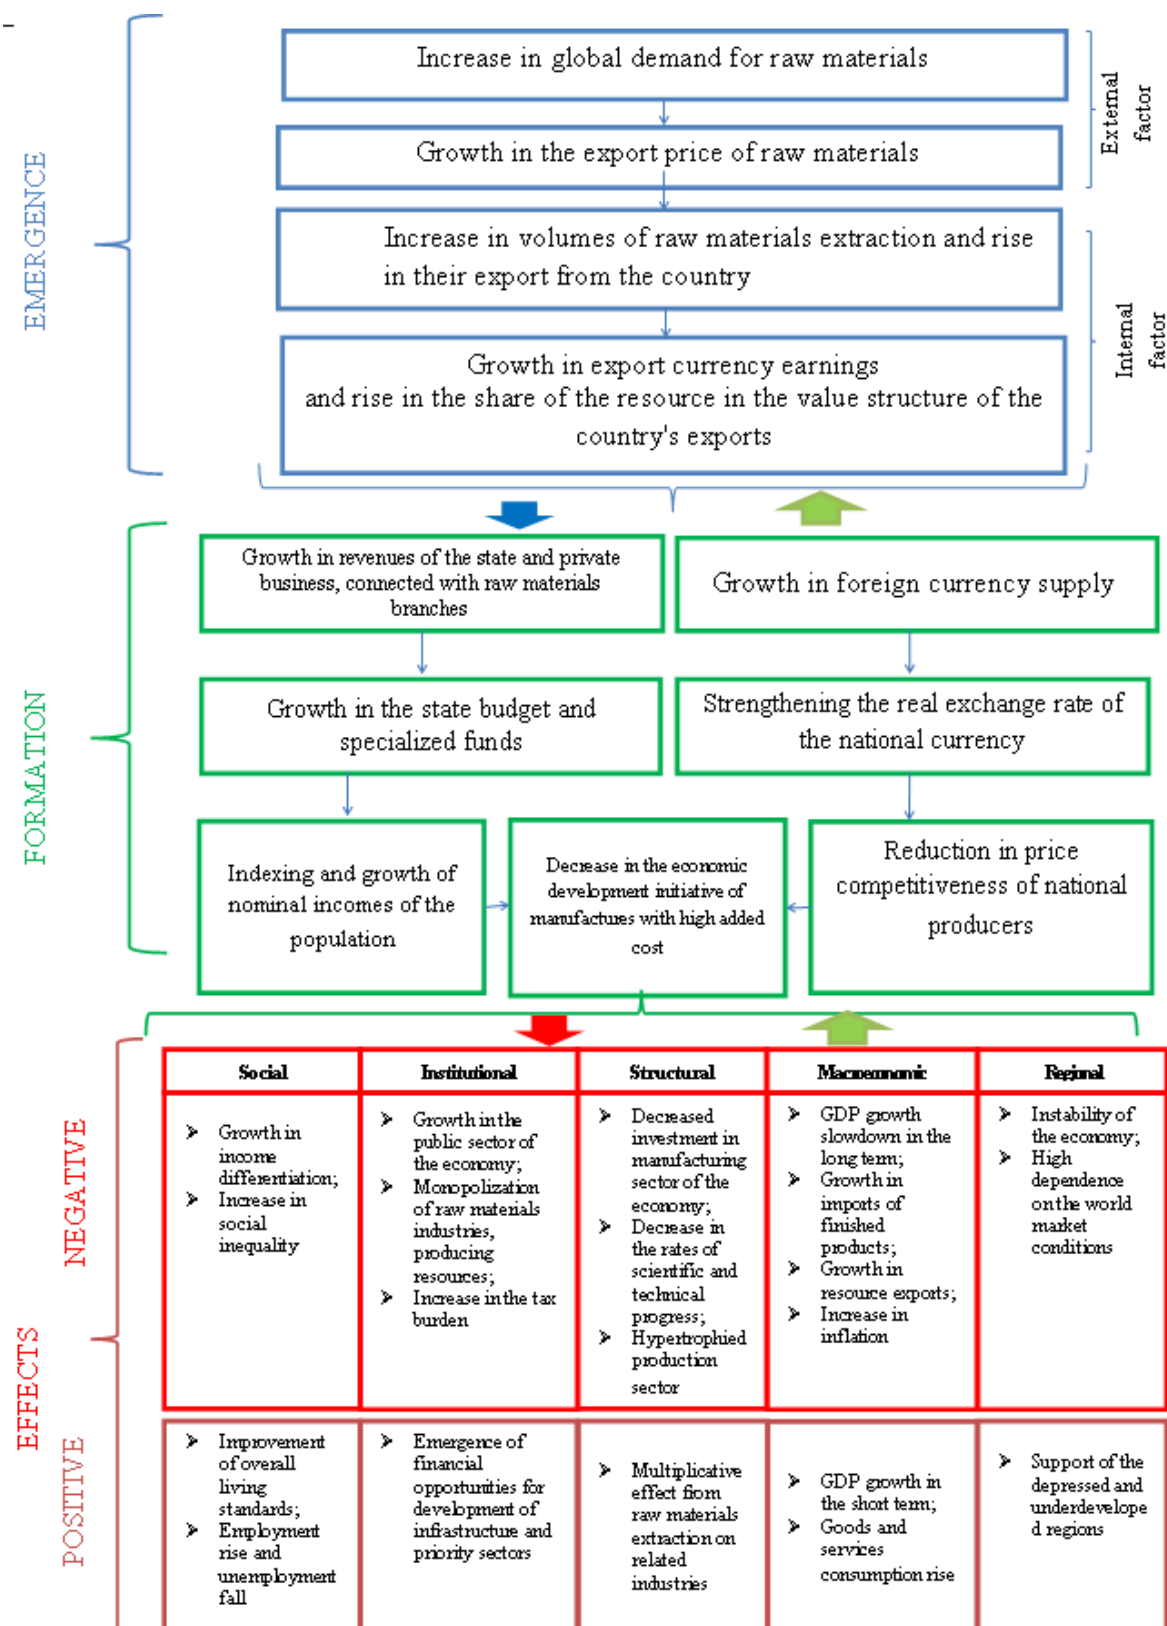 EMERGENCE
Increase in global demand for raw materials
Growth in the export price of raw materials
External
factor
Increase in volumes of raw materials extraction and rise
in their export from the country
Growth in export currency earnings
and rise in the share of the resource in the value structure of the
country's exports
Internal
factor
FORMATION
Growth in revenues of the state and private
business, connected with raw materials
branches
Growth in foreign currency supply
Growth in the state budget and
specialized funds
Strengthening the real exchange rate of
the national currency
Indexing and growth of
nominal incomes of the
population
Decrease in the economic
development initiative of
manufactures with high added
cost
Reduction in price
competitiveness of national
producers
EFFECTS
NEGATIVE
Social
Institutional
Structural
Macroeconomic
Regional
➢ Growth in
income
differentiation;
➢ Increase in
social
inequality
➢ Growth in the
public sector of
the economy;
➢ Monopolization
of raw materials
industries,
producing
resources;
➢ Increase in the tax
burden
➢ Decreased
investment in
manufacturing
sector of the
economy;
➢ Decrease in
the rates of
scientific and
technical
progress;
➢ Hypertrophied
production
sector
➢ GDP growth
slowdown in the
long term;
➢ Growth in
imports of
finished
products;
➢ Growth in
resource exports;
➢ Increase in
inflation
➢ Instability of
the economy;
➢ High
dependence
on the world
market
conditions
POSITIVE
➢ Improvement
of overall
living
standards;
➢ Employment
rise and
unemployment
fall
➢ Emergence of
financial
opportunities for
development of
infrastructure and
priority sectors
➢ Multiplicative
effect from
raw materials
extraction on
related
industries
➢ GDP growth in
the short term;
➢ Goods and
services
consumption rise
➢ Support of the
depressed and
underdevelope
d regions